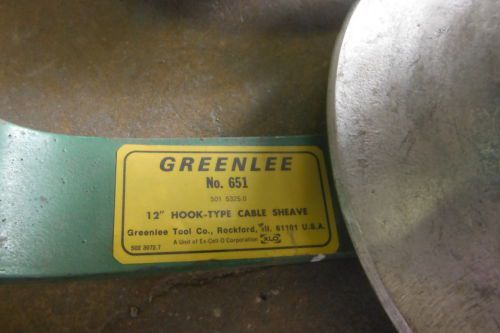 GREENLEE
No. 651
501 5325.0
12" HOOK-TYPE CABLE SHEAVE
Greenlee Tool Co., Rockford, Ill. 61101 U.S.A.
A Unit of Ex-Cell-O Corporation XLO
502 3072.7